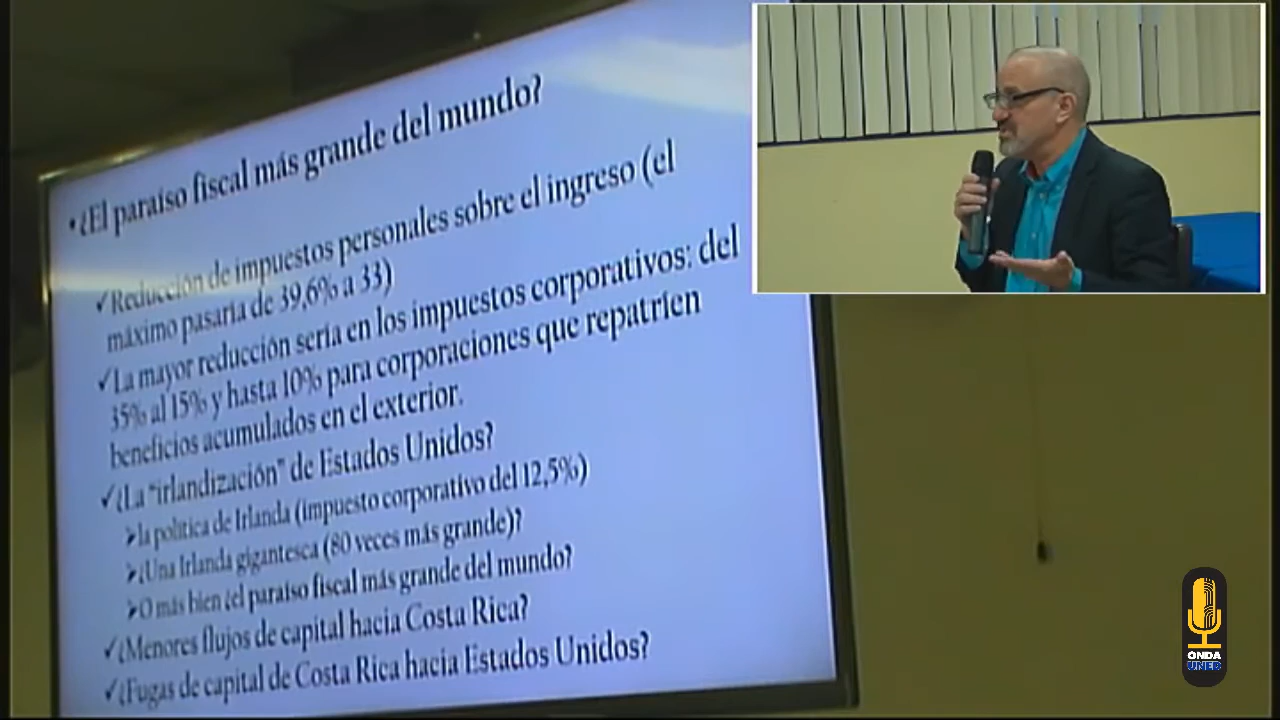 • ¿El paraíso fiscal más grande del mundo?
✓Reducción de impuestos personales sobre el ingreso (el
máximo pasaría de 39,6% a 33)
✓La mayor reducción sería en los impuestos corporativos: del
35% al 15% y hasta 10% para corporaciones que repatríen
beneficios acumulados en el exterior.
✓¿La "irlandización" de Estados Unidos?
➢la política de Irlanda (impuesto corporativo del 12,5%)
➢¿Una Irlanda gigantesca (80 veces más grande)?
➢O más bien ¿el paraíso fiscal más grande del mundo?
✓¿Menores flujos de capital hacia Costa Rica?
✓¿Fugas de capital de Costa Rica hacia Estados Unidos?
ONDA
UNED